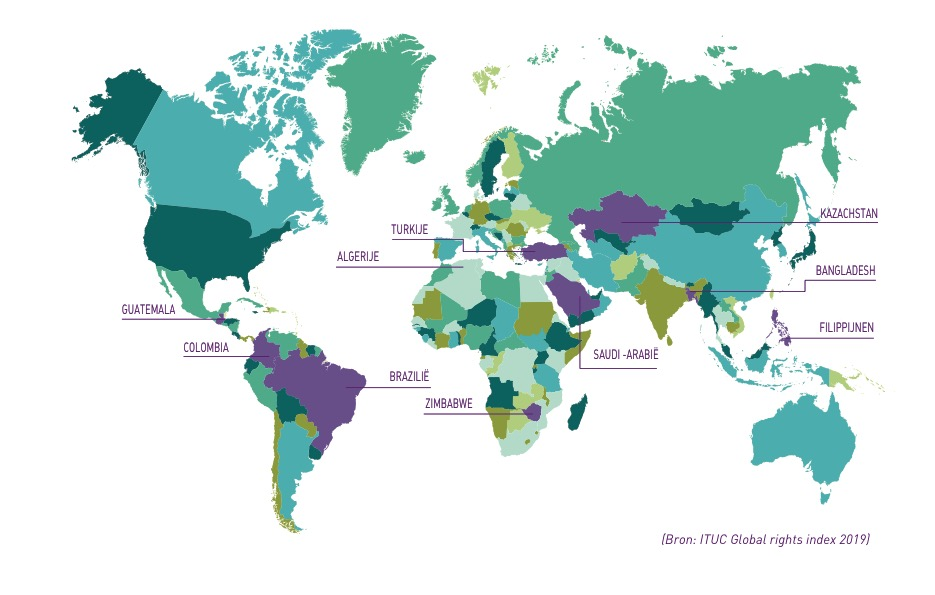 KAZACHSTAN
TURKIJE
ALGERIJE
BANGLADESH
GUATEMALA
FILIPPIJNEN
COLOMBIA
SAUDI -ARABIË
BRAZILIË
ZIMBABWE
(Bron: ITUC Global rights index 2019)